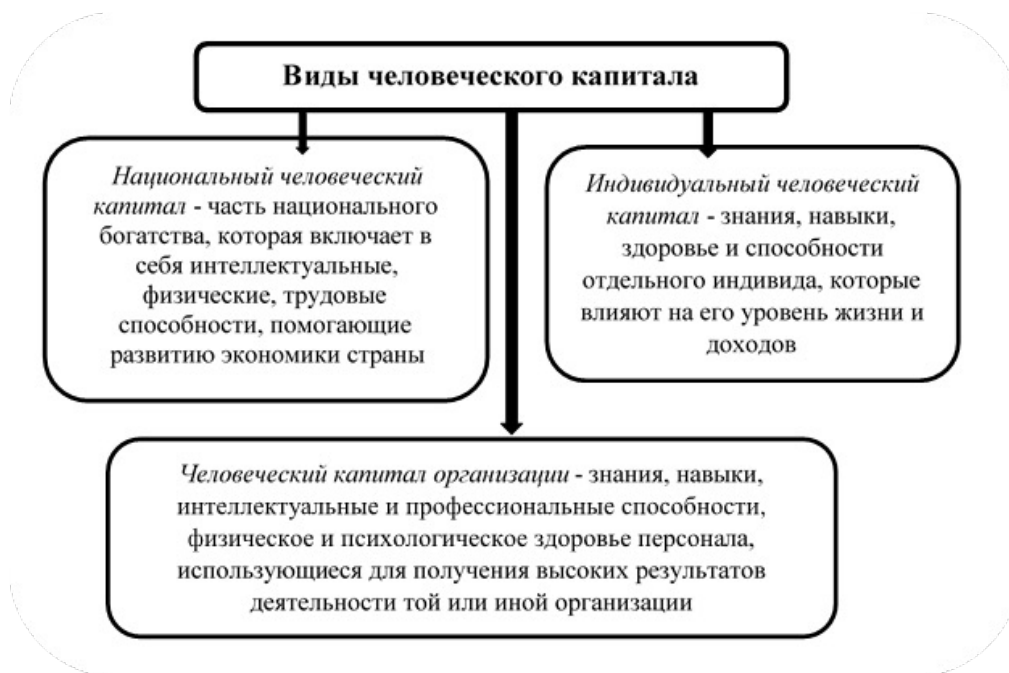 Виды человеческого капитала
Национальный человеческий
капитал - часть национального
богатства, которая включает в
себя интеллектуальные,
физические, трудовые
способности, помогающие
развитию экономики страны
Индивидуальный человеческий
капитал - знания, навыки,
здоровье и способности
отдельного индивида, которые
влияют на его уровень жизни и
доходов
Человеческий капитал организации - знания, навыки,
интеллектуальные и профессиональные способности,
физическое и психологическое здоровье персонала,
использующиеся для получения высоких результатов
деятельности той или иной организации